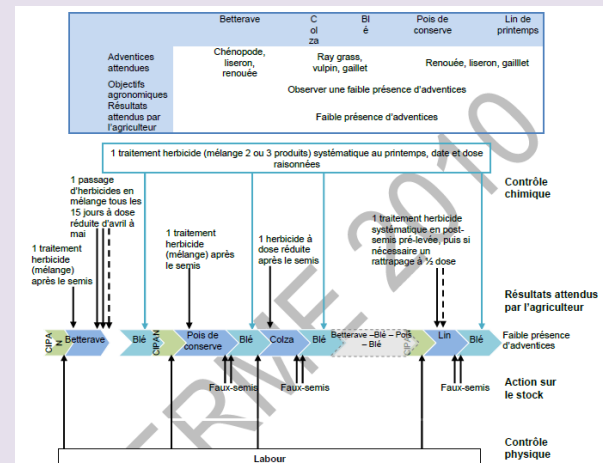 Betterave
C
ol
za
Bl
é
Pois de
conserve
Lin de
printemps
Adventices
attendues
Chénopode,
liseron,
renouée
Ray grass,
vulpin, gaillet
Renouée, liseron, gailllet
Objectifs
agronomiques
Observer une faible présence d'adventices
Résultats
attendus par
l'agriculteur
Faible présence d'adventices
1 traitement herbicide (mélange 2 ou 3 produits) systématique au printemps, date et dose
raisonnées
Contrôle
chimique
1 passage
d'herbicides en
mélange tous les
15 jours à dose
réduite d'avril à
mai
1 traitement
herbicide
(mélange)
après le semis
1 traitement
herbicide
(mélange) après
le semis
1 herbicide à
dose réduite après
le semis
1 traitement herbicide
systématique en post-
semis pré-levée, puis si
nécessaire un
rattrapage à ½ dose
Résultats attendus
par l'agriculteur
CIPA
N
Betterave
Blé
CIPAN
Pois de
conserve
Blé
Colza
Blé
Betterave –Blé – Pois
– Blé
CIPAN
Lin
Blé
Faible présence
d'adventices
Faux-semis
Faux-semis
Faux-semis
Action sur
le stock
Contrôle
physique
Labour
ERME 2010